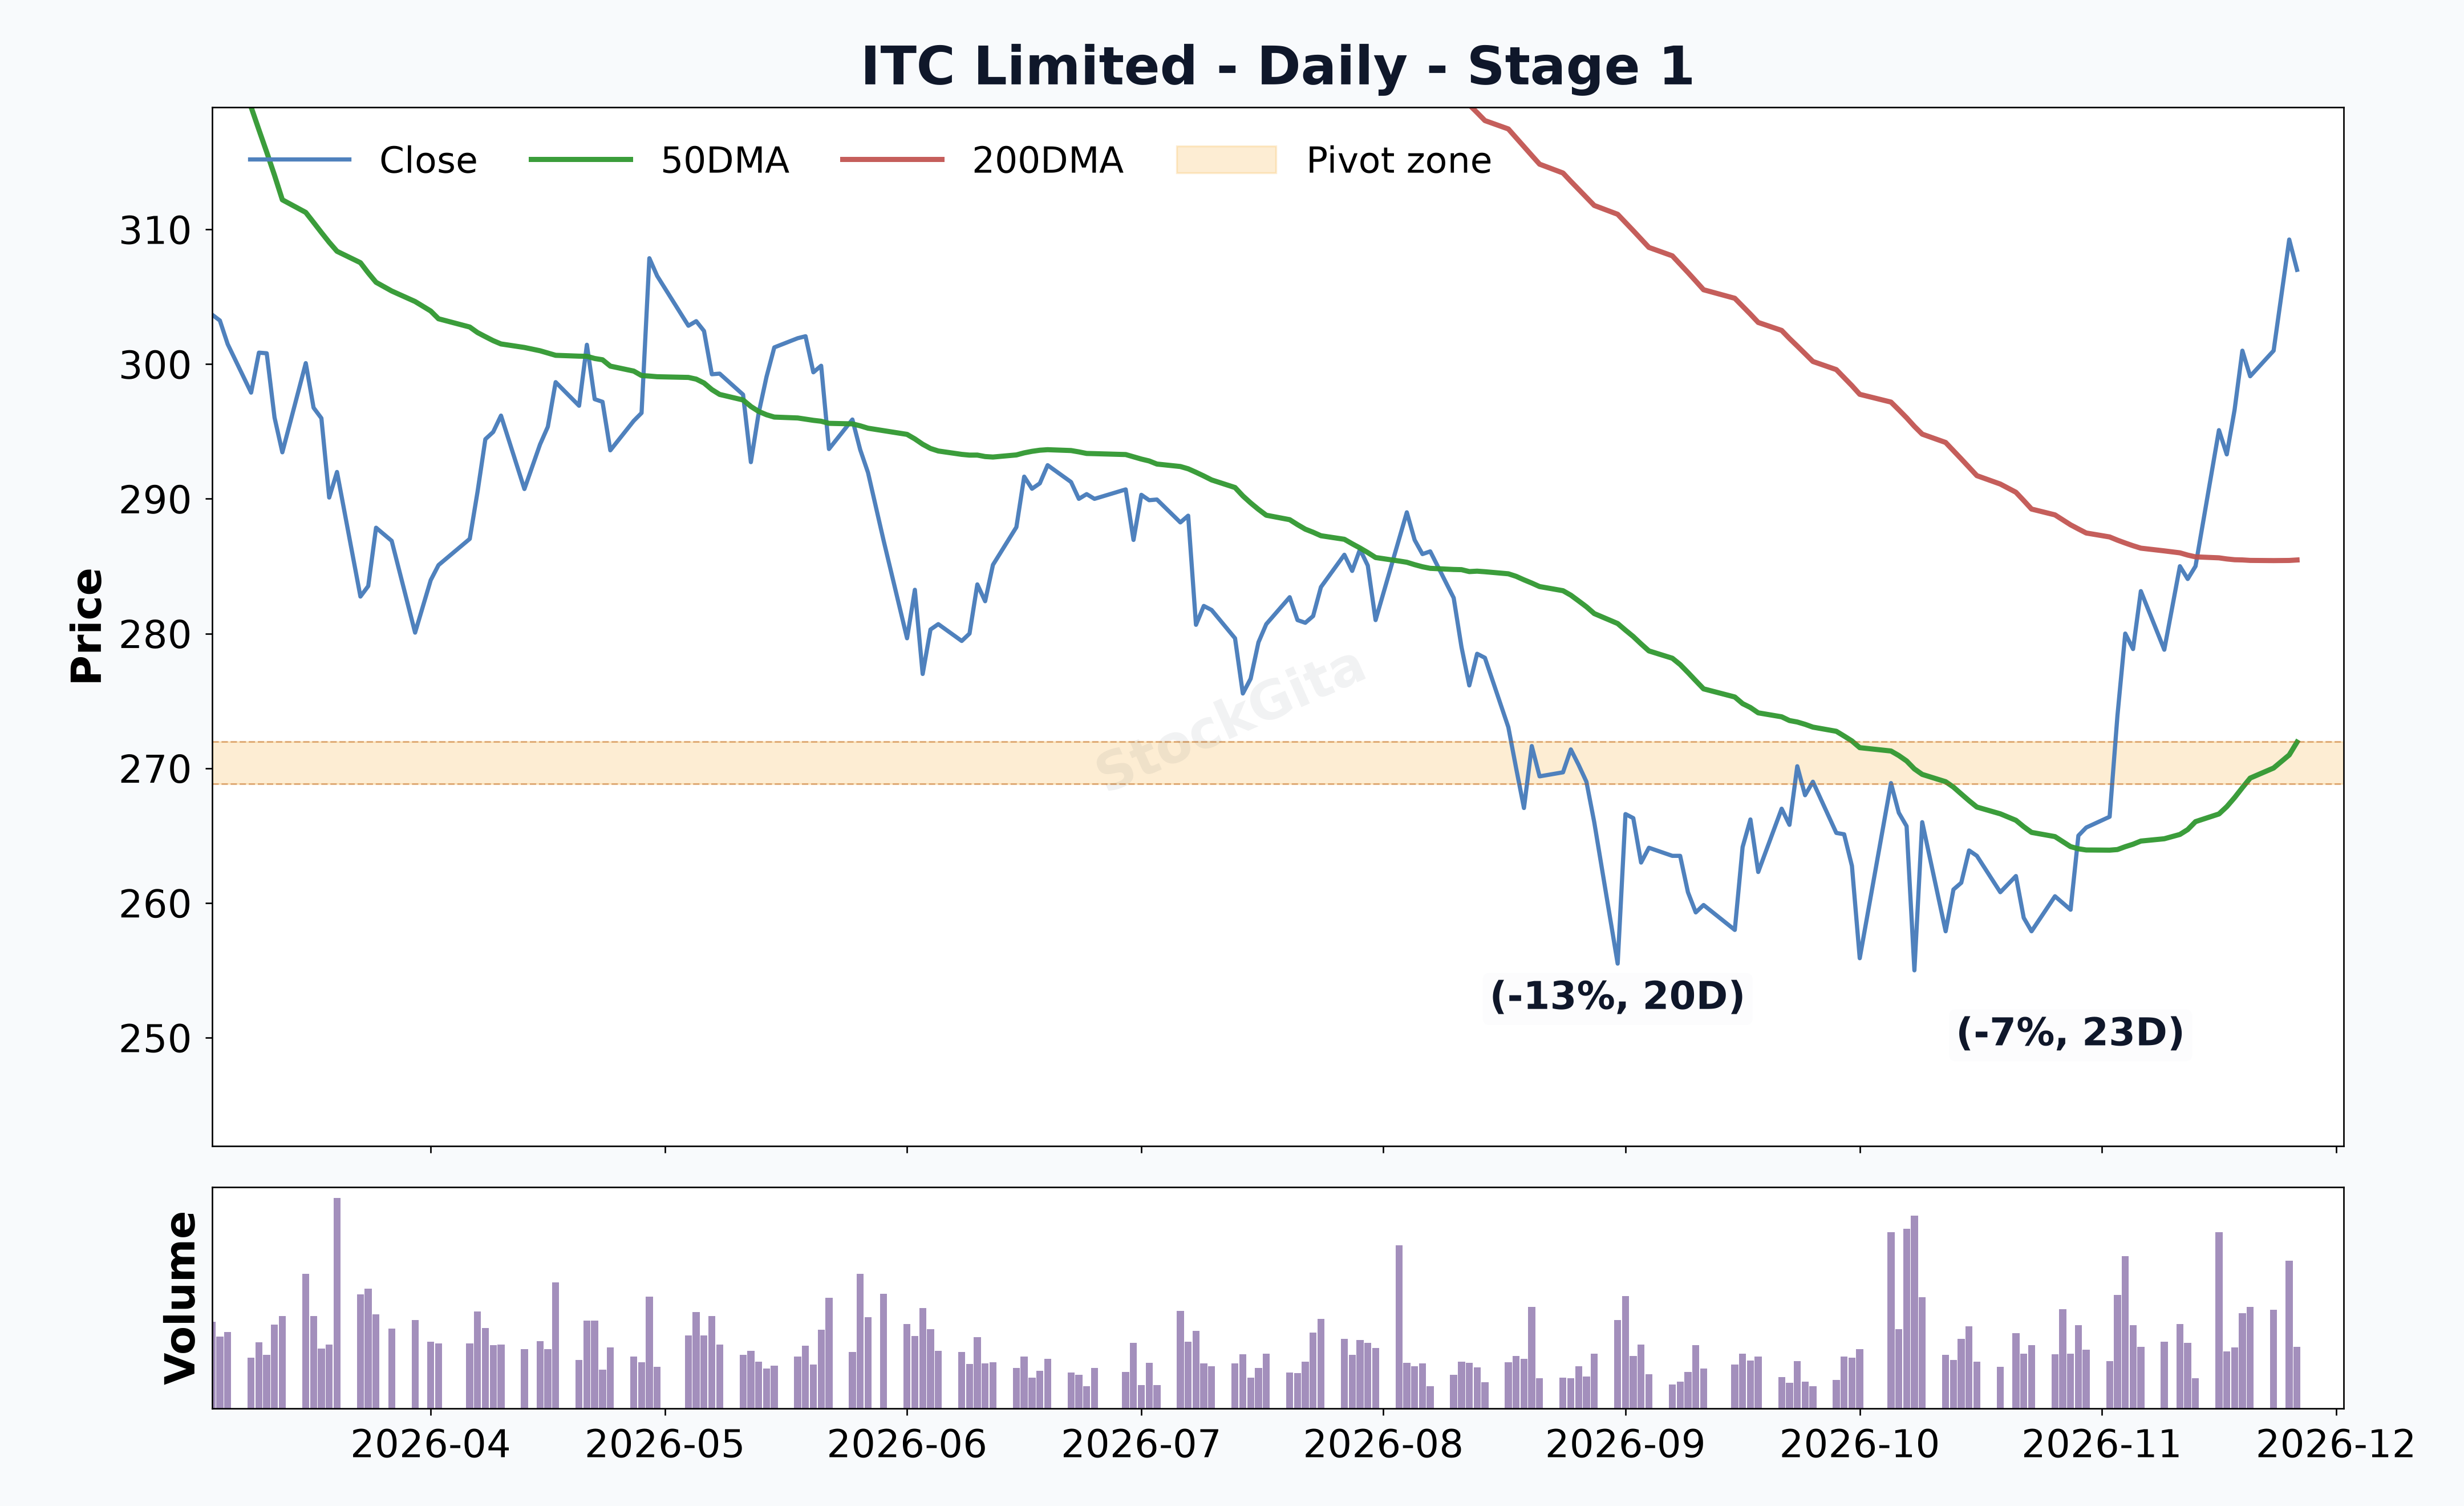 ITC Limited - Daily - Stage 1
Close 50DMA 200DMA Pivot zone
310
300
290
280
270
260
250
Price
StockGita
(-13%, 20D)
(-7%, 23D)
Volume
2026-04 2026-05 2026-06 2026-07 2026-08 2026-09 2026-10 2026-11 2026-12